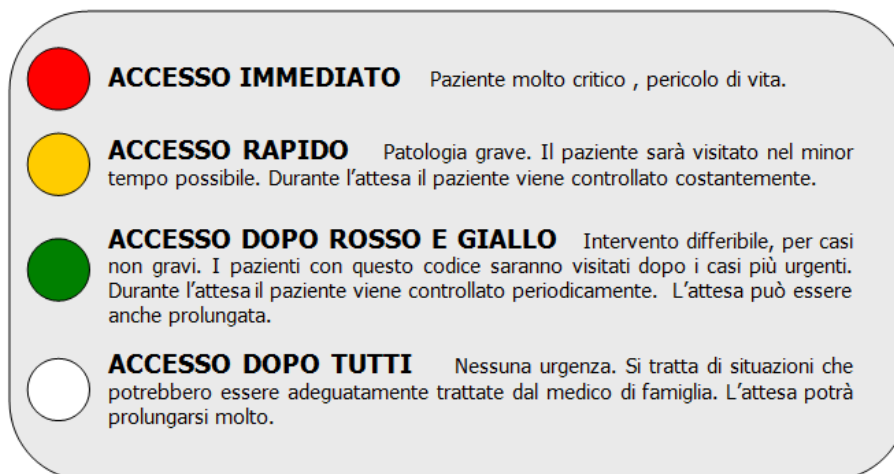 ACCESSO IMMEDIATO Paziente molto critico , pericolo di vita.
ACCESSO RAPIDO Patologia grave. Il paziente sarà visitato nel minor
tempo possibile. Durante l'attesa il paziente viene controllato costantemente.
ACCESSO DOPO ROSSO E GIALLO Intervento differibile, per casi
non gravi. I pazienti con questo codice saranno visitati dopo i casi più urgenti.
Durante l'attesa il paziente viene controllato periodicamente. L'attesa può essere
anche prolungata.
ACCESSO DOPO TUTTI Nessuna urgenza. Si tratta di situazioni che
potrebbero essere adeguatamente trattate dal medico di famiglia. L'attesa potrà
prolungarsi molto.